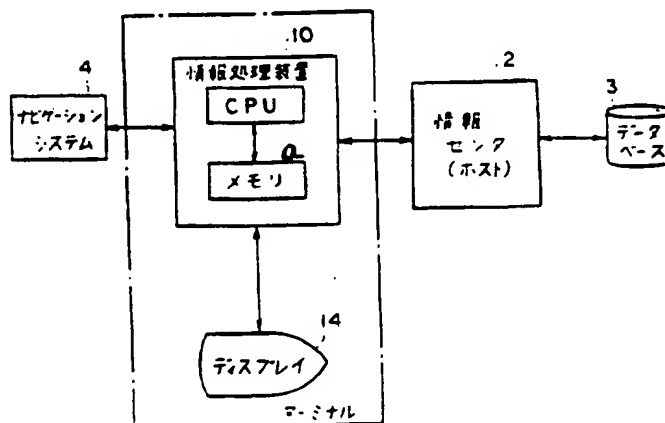 10
4
情報処理装置
2
3
ナビゲーション
システム
CPU
a
メモリ
情報
センタ
(ホスト)
データ
ベース
14
ディスプレイ
ターミナル